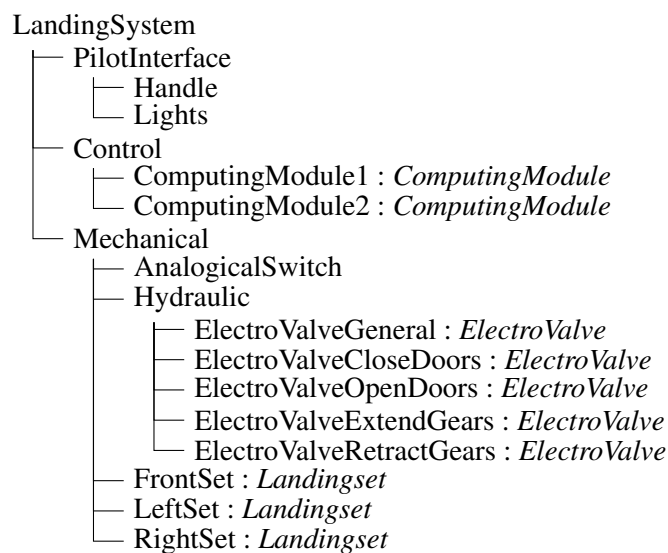 LandingSystem
PilotInterface
Handle
Lights
Control
ComputingModule1 : ComputingModule
ComputingModule2 : ComputingModule
Mechanical
AnalogicalSwitch
Hydraulic
ElectroValveGeneral : ElectroValve
ElectroValveCloseDoors : ElectroValve
ElectroValveOpenDoors : ElectroValve
ElectroValveExtendGears : ElectroValve
ElectroValveRetractGears : ElectroValve
FrontSet : Landingset
LeftSet : Landingset
RightSet : Landingset